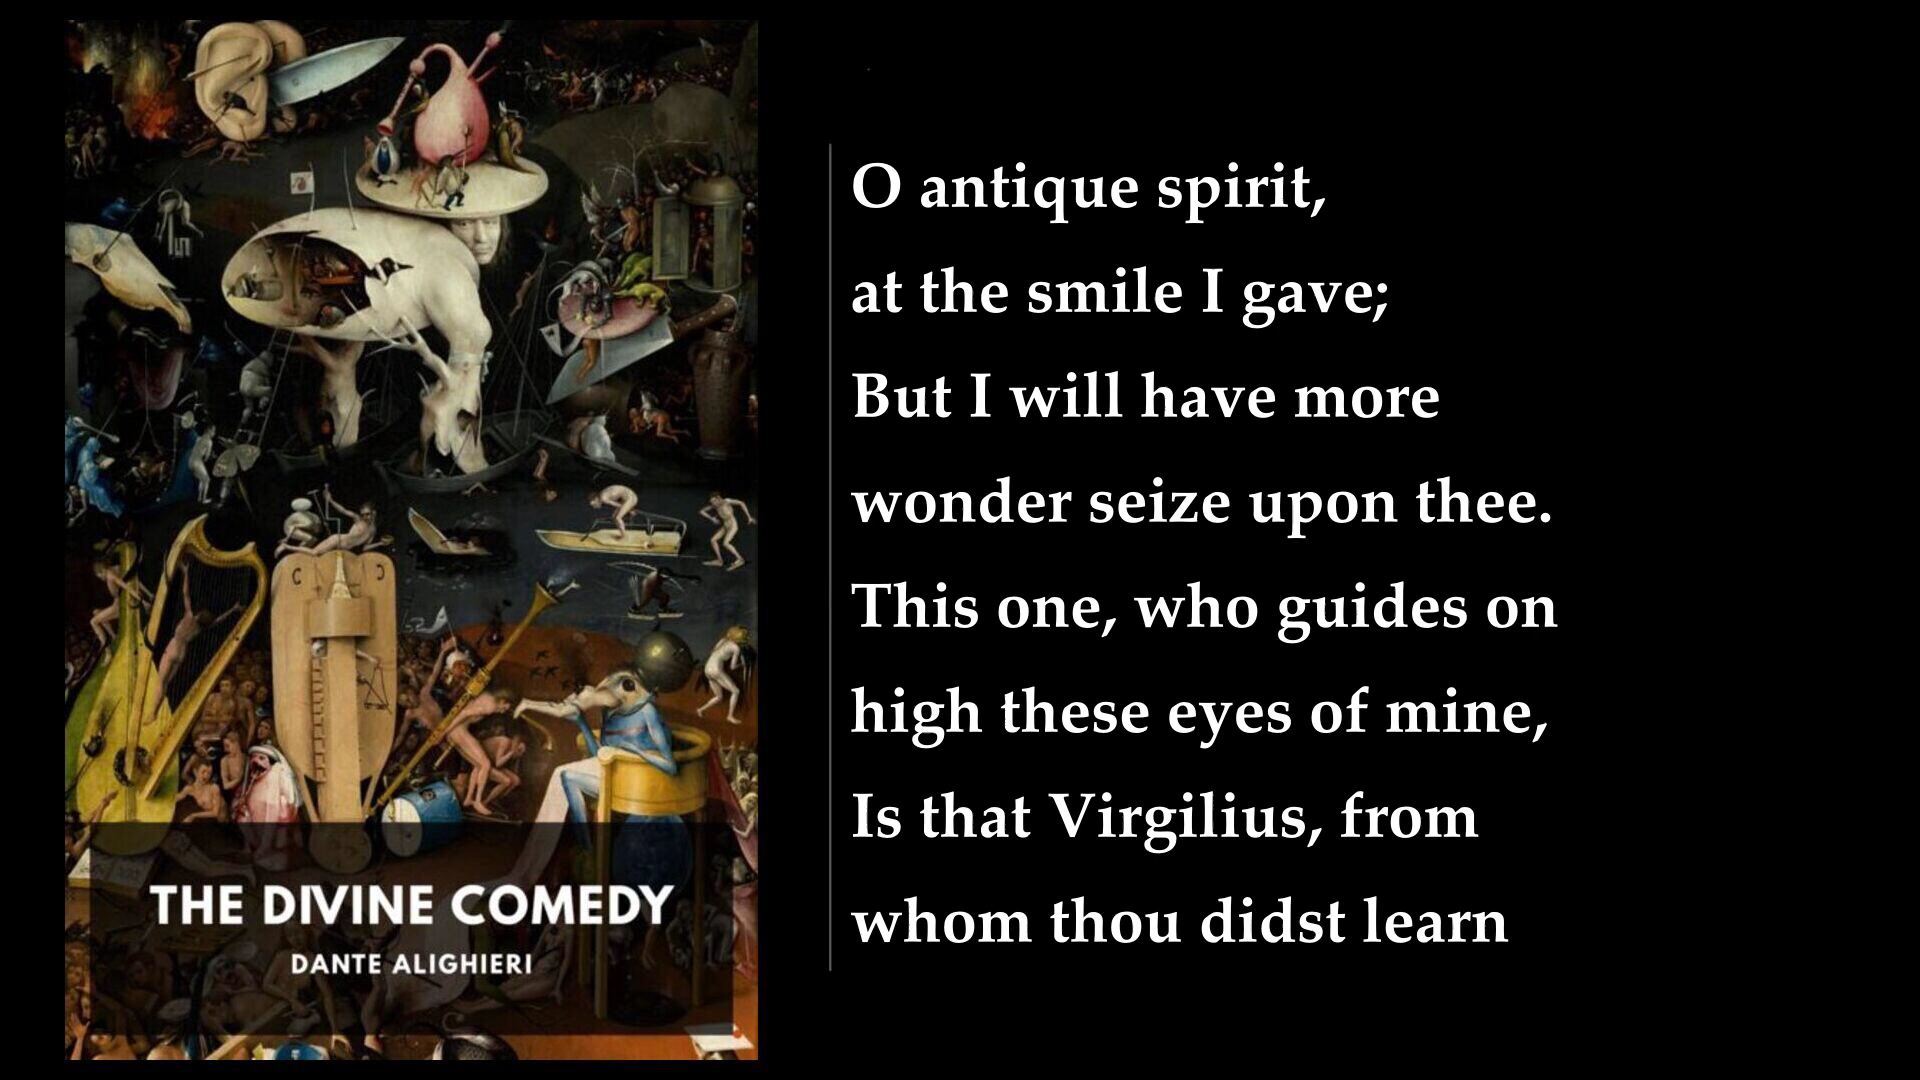 THE DIVINE COMEDY
DANTE ALIGHIERI
O antique spirit,
at the smile I gave;
But I will have more
wonder seize upon thee.
This one, who guides on
high these eyes of mine,
Is that Virgilius, from
whom thou didst learn